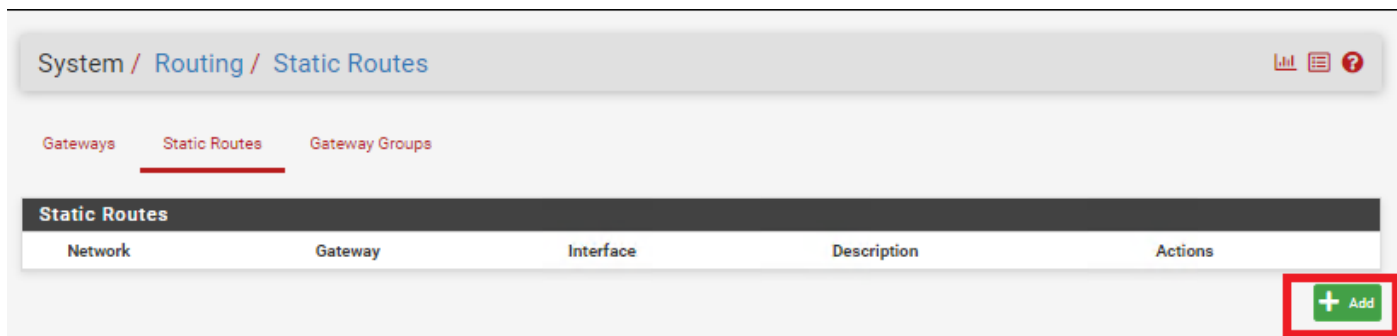 System / Routing / Static Routes
Gateways Static Routes Gateway Groups
Static Routes
Network Gateway Interface Description Actions
+ Add